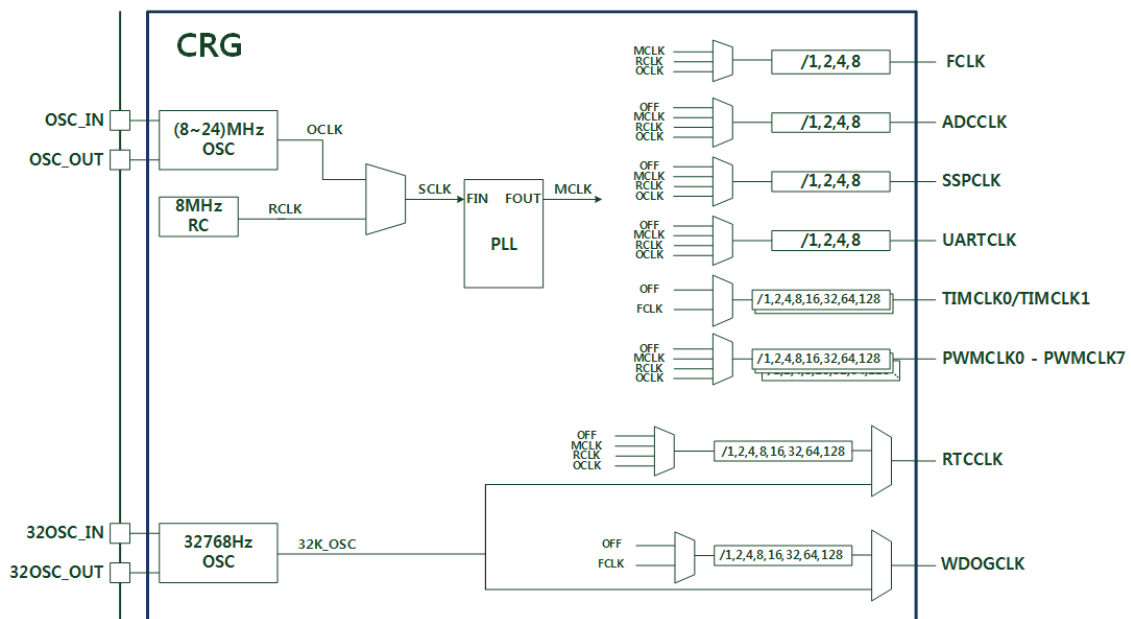 CRG
OSC_IN
OSC_OUT
(8~24)MHz
OSC
OCLK
8MHz
RC
RCLK
SCLK
FIN FOUT
PLL
MCLK
MCLK
RCLK
OCLK
/1,2,4,8
FCLK
OFF
MCLK
RCLK
OCLK
/1,2,4,8
ADCCLK
OFF
MCLK
RCLK
OCLK
/1,2,4,8
SSPCLK
OFF
MCLK
RCLK
OCLK
/1,2,4,8
UARTCLK
OFF
FCLK
/1,2,4,8,16,32,64,128
TIMCLK0/TIMCLK1
OFF
MCLK
RCLK
OCLK
/1,2,4,8,16,32,64,128
PWMCLK0 - PWMCLK7
OFF
MCLK
RCLK
OCLK
/1,2,4,8,16,32,64,128
RTCCLK
32OSC_IN
32OSC_OUT
32768Hz
OSC
32K_OSC
OFF
FCLK
/1,2,4,8,16,32,64,128
WDOGCLK